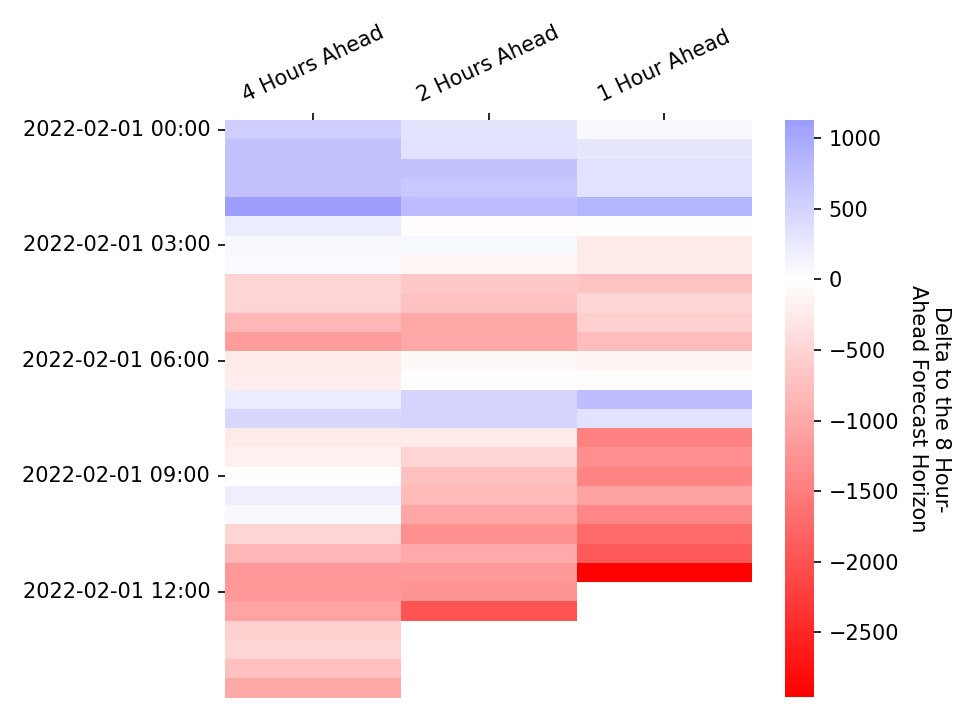 4 Hours Ahead
2 Hours Ahead
1 Hour Ahead
2022-02-01 00:00
2022-02-01 03:00
2022-02-01 06:00
2022-02-01 09:00
2022-02-01 12:00
1000
500
0
−500
−1000
−1500
−2000
−2500
Delta to the 8 Hour-
Ahead Forecast Horizon